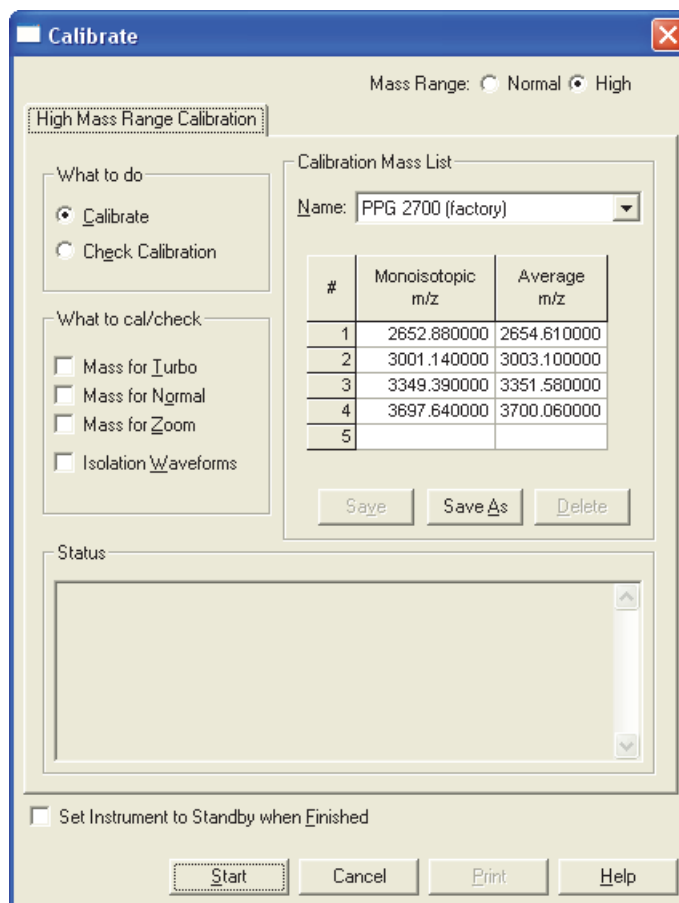 Calibrate
Mass Range: Normal High
High Mass Range Calibration
What to do
Calibrate
Check Calibration
What to cal/check
Mass for Turbo
Mass for Normal
Mass for Zoom
Isolation Waveforms
Calibration Mass List
Name: PPG 2700 (factory)
# Monoisotopic m/z Average m/z
1 2652.880000 2654.610000
2 3001.140000 3003.100000
3 3349.390000 3351.580000
4 3697.640000 3700.060000
5
Save Save As Delete
Status
Set Instrument to Standby when Finished
Start Cancel Print Help